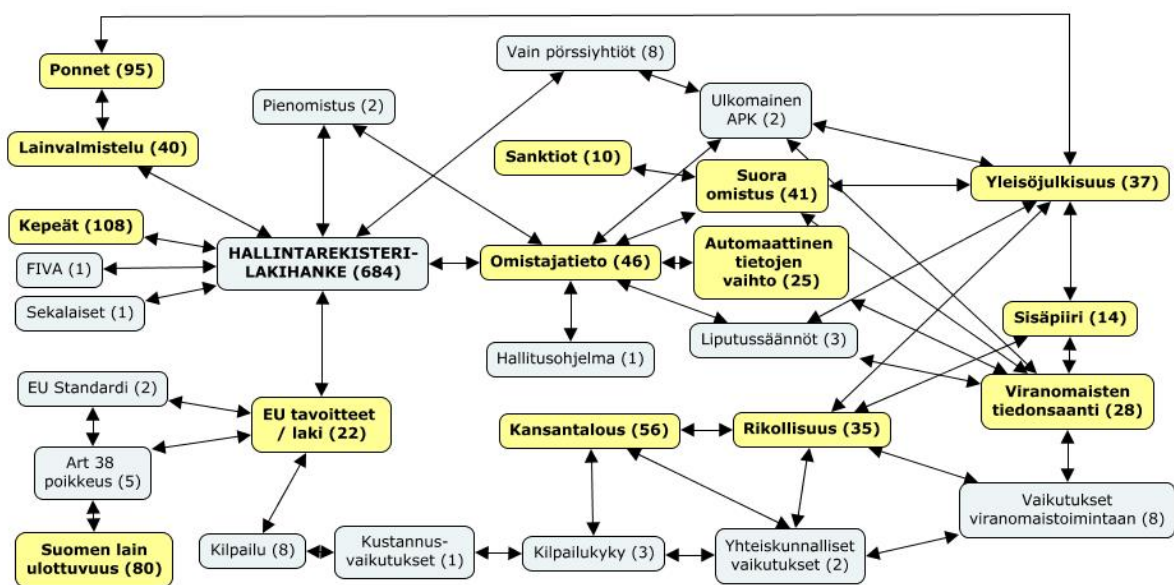 Vain pörssiyhtiöt (8)
Ponnet (95)
Pienomistus (2)
Ulkomainen
APK (2)
Lainvalmistelu (40)
Sanktiot (10)
Suora
omistus (41)
Yleisöjulkisuus (37)
Kepeät (108)
HALLINTAREKISTERI-
LAKIHANKE (684)
Omistajatieto (46)
Automaattinen
tietojen
vaihto (25)
FIVA (1)
Sekalaiset (1)
Sisäpiiri (14)
Liputussäännöt (3)
Hallitusohjelma (1)
EU Standardi (2)
Viranomaisten
tiedonsaanti (28)
EU tavoitteet
/ laki (22)
Kansantalous (56)
Rikollisuus (35)
Art 38
poikkeus (5)
Vaikutukset
viranomaistoimintaan (8)
Suomen lain
ulottuvuus (80)
Kilpailu (8)
Kustannus-
vaikutukset (1)
Kilpailukyky (3)
Yhteiskunnalliset
vaikutukset (2)